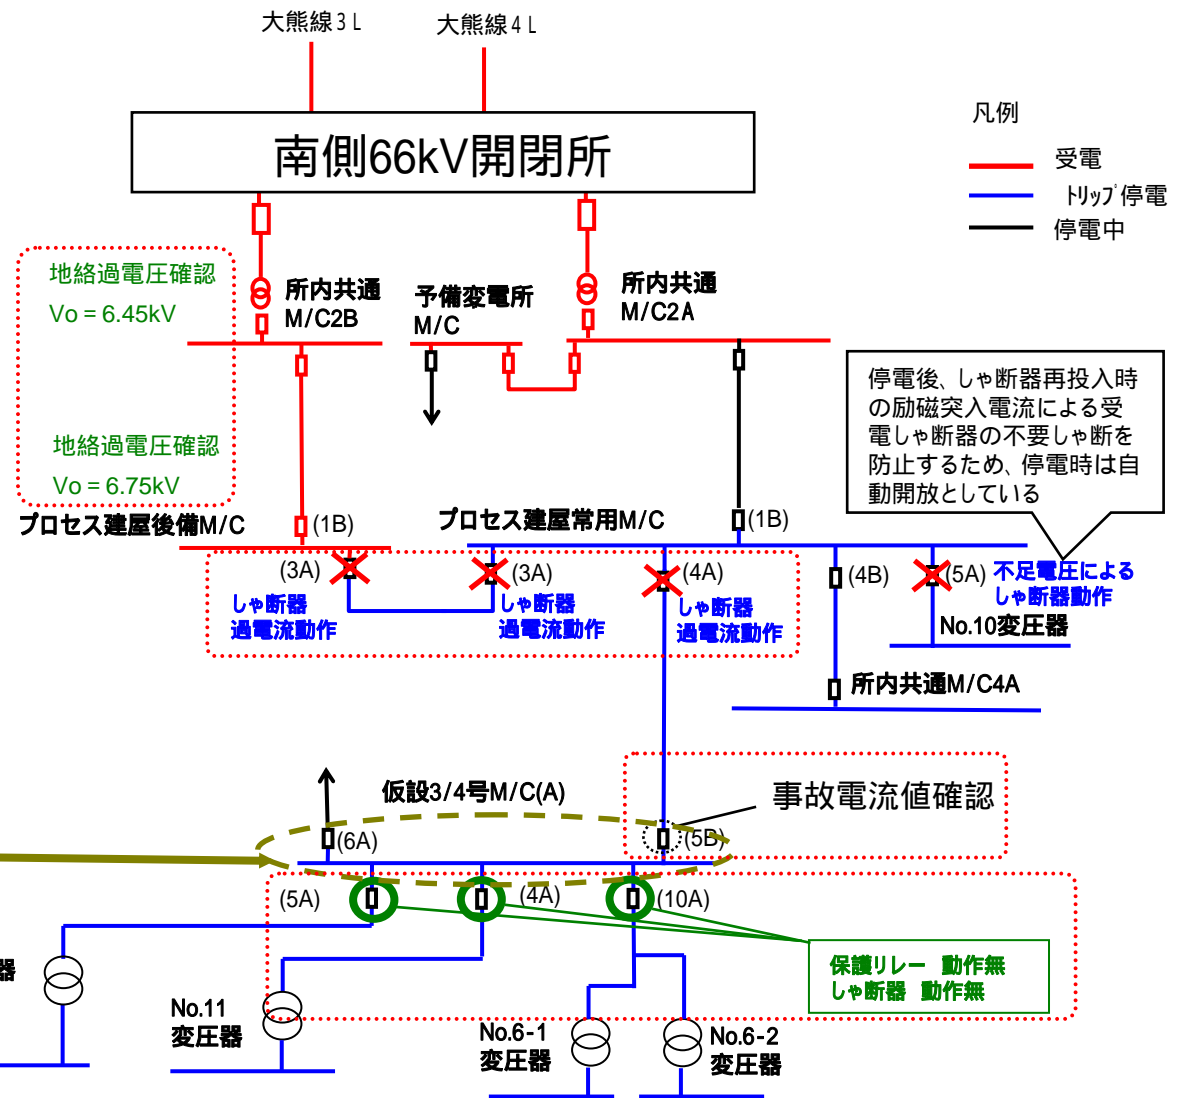 大熊線3L
大熊線4L
南側66kV開閉所
凡例
受電
ﾄﾘｯﾌﾟ停電
停電中
地絡過電圧確認
Vo = 6.45kV
所内共通
M/C2B
予備変電所
M/C
所内共通
M/C2A
停電後、しゃ断器再投入時
の励磁突入電流による受
電しゃ断器の不要しゃ断を
防止するため、停電時は自
動開放としている
地絡過電圧確認
Vo = 6.75kV
プロセス建屋後備M/C
(1B)
プロセス建屋常用M/C
(1B)
(3A)
しゃ断器
過電流動作
(3A)
しゃ断器
過電流動作
(4A)
しゃ断器
過電流動作
(4B)
(5A)
不足電圧による
しゃ断器動作
No.10変圧器
所内共通M/C4A
仮設3/4号M/C(A)
事故電流値確認
(6A)
(5B)
(5A)
(4A)
(10A)
保護リレー 動作無
しゃ断器 動作無
器
No.11
変圧器
No.6-1
変圧器
No.6-2
変圧器